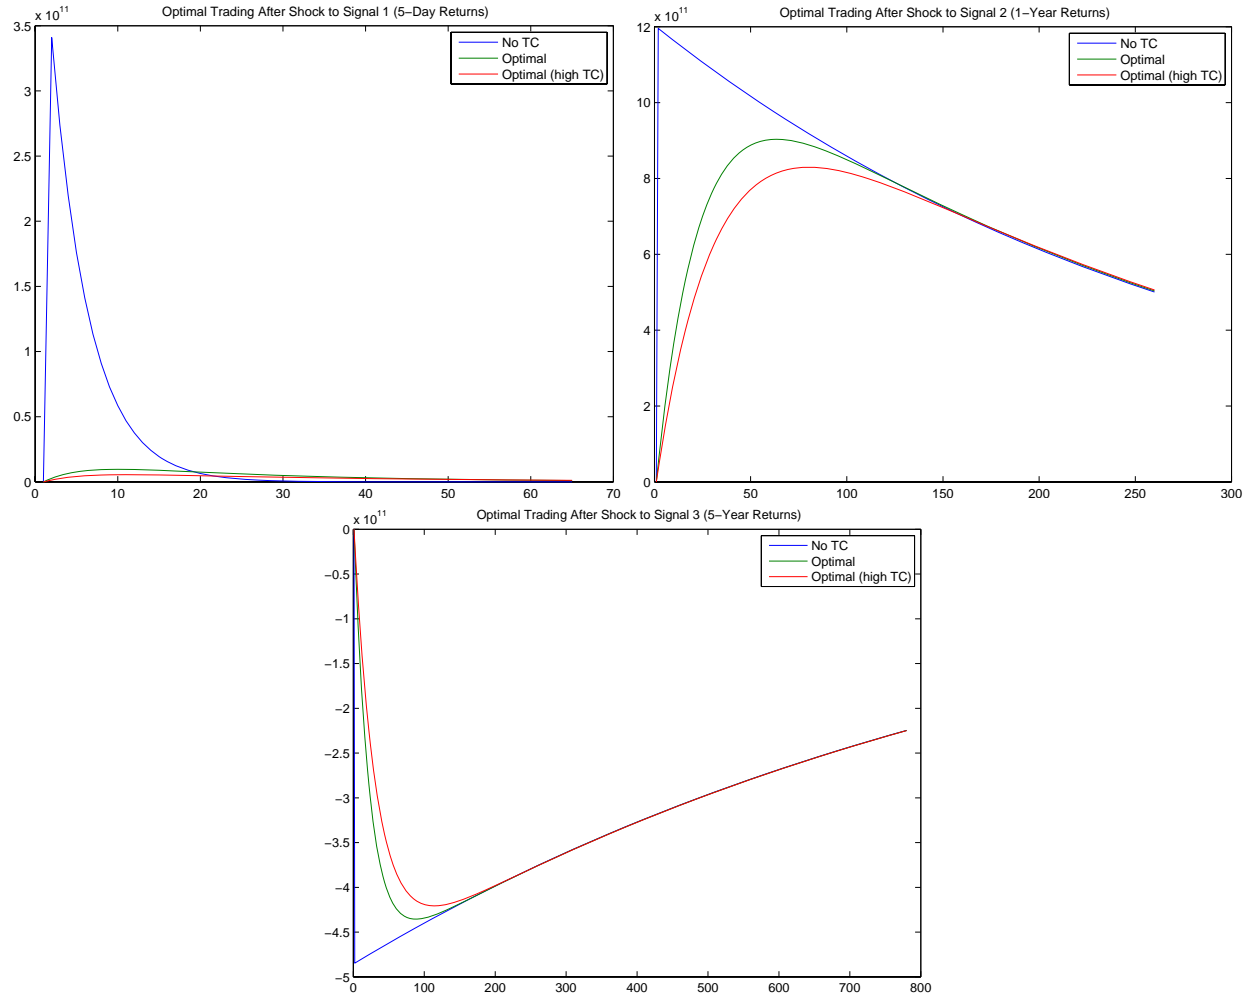 Optimal Trading After Shock to Signal 1 (5−Day Returns)
x 10^11
3.5
3
2.5
2
1.5
1
0.5
0
0 10 20 30 40 50 60 70
No TC
Optimal
Optimal (high TC)
Optimal Trading After Shock to Signal 2 (1−Year Returns)
x 10^11
12
10
8
6
4
2
0
0 50 100 150 200 250 300
No TC
Optimal
Optimal (high TC)
Optimal Trading After Shock to Signal 3 (5−Year Returns)
x 10^11
0
−0.5
−1
−1.5
−2
−2.5
−3
−3.5
−4
−4.5
−5
0 100 200 300 400 500 600 700 800
No TC
Optimal
Optimal (high TC)